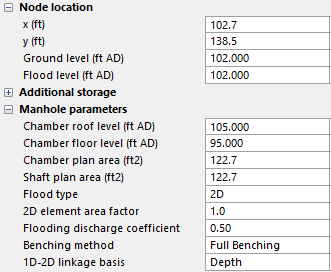 Node location
x (ft) 102.7
y (ft) 138.5
Ground level (ft AD) 102.000
Flood level (ft AD) 102.000
Additional storage
Manhole parameters
Chamber roof level (ft AD) 105.000
Chamber floor level (ft AD) 95.000
Chamber plan area (ft2) 122.7
Shaft plan area (ft2) 122.7
Flood type 2D
2D element area factor 1.0
Flooding discharge coefficient 0.50
Benching method Full Benching
1D-2D linkage basis Depth